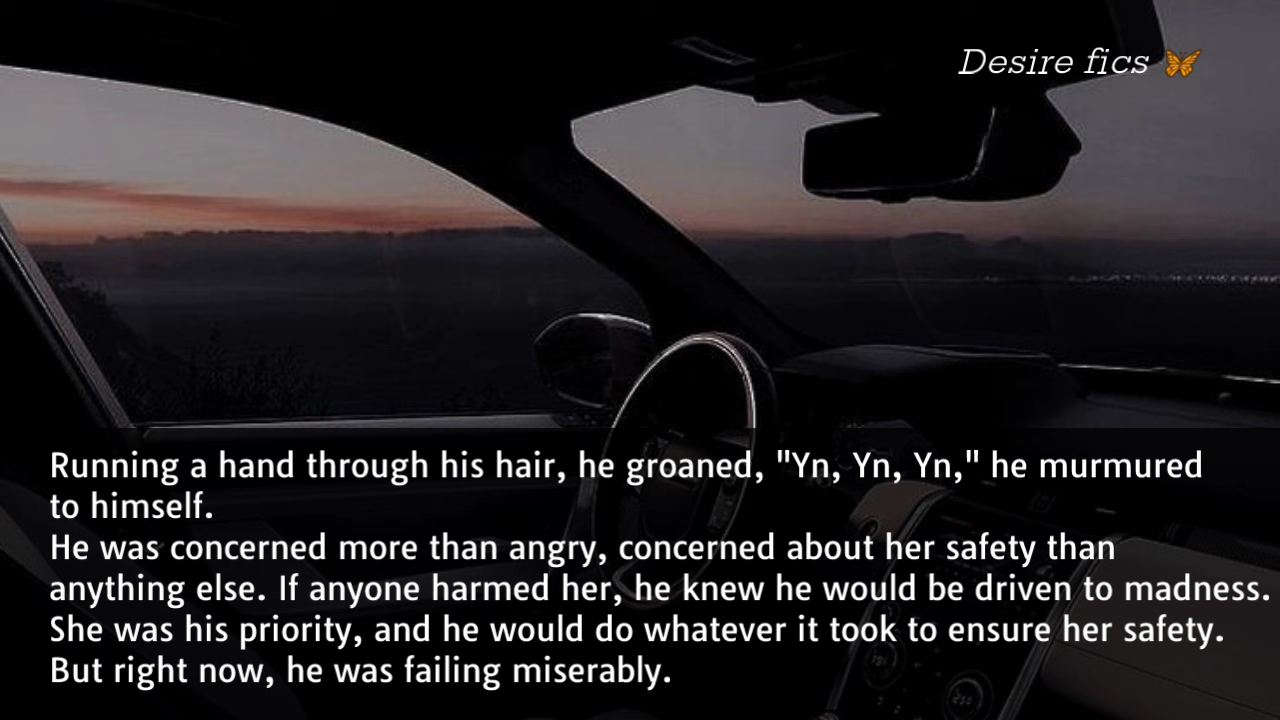 Desire fics 🦋
Running a hand through his hair, he groaned, "Yn, Yn, Yn," he murmured
to himself.
He was concerned more than angry, concerned about her safety than
anything else. If anyone harmed her, he knew he would be driven to madness.
She was his priority, and he would do whatever it took to ensure her safety.
But right now, he was failing miserably.